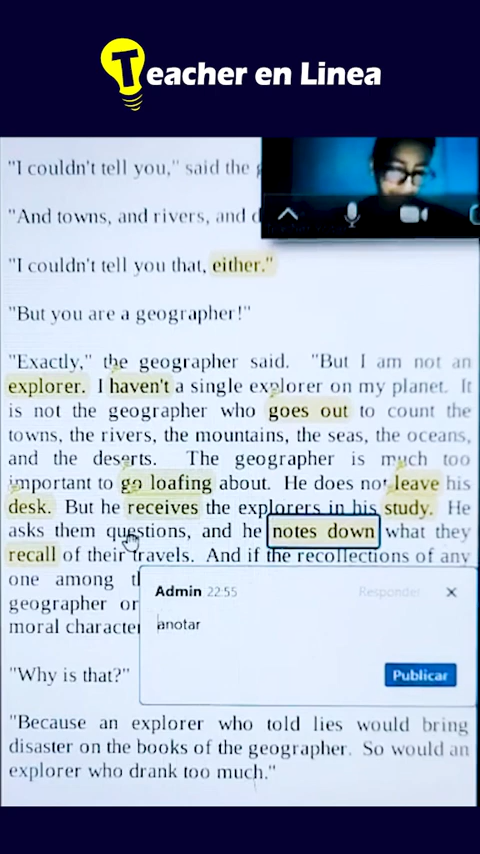 Teacher en Linea
"I couldn't tell you," said the
"And towns, and rivers, and
"I couldn't tell you that, either."
"But you are a geographer!"
"Exactly," the geographer said. "But I am not an
explorer. I haven't a single explorer on my planet. It
is not the geographer who goes out to count the
towns, the rivers, the mountains, the seas, the oceans,
and the deserts. The geographer is much too
important to go loafing about. He does not leave his
desk. But he receives the explorers in his study. He
asks them questions, and he notes down what they
recall of their travels. And if the recollections of any
one among
geographer or
moral character
Admin 22:55
Responder
anotar
Publicar
"Why is that?"
"Because an explorer who told lies would bring
disaster on the books of the geographer. So would an
explorer who drank too much."